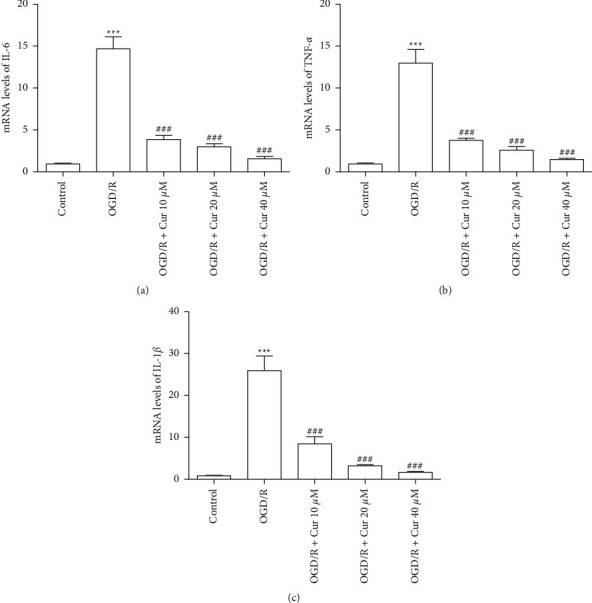 mRNA levels of IL-6
20
15
10
5
0
***
###
###
###
Control
OGD/R
OGD/R + Cur 10 μM
OGD/R + Cur 20 μM
OGD/R + Cur 40 μM
(a)
mRNA levels of TNF-α
20
15
10
5
0
***
###
###
###
Control
OGD/R
OGD/R + Cur 10 μM
OGD/R + Cur 20 μM
OGD/R + Cur 40 μM
(b)
mRNA levels of IL-1β
40
30
20
10
0
***
###
###
###
Control
OGD/R
OGD/R + Cur 10 μM
OGD/R + Cur 20 μM
OGD/R + Cur 40 μM
(c)